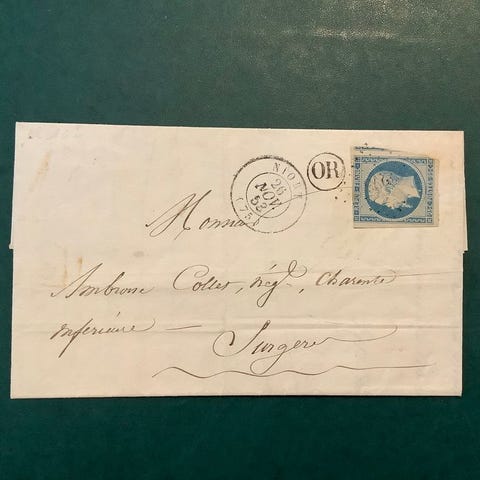 NIORT
26
NOV.
53
(75)
OR
Monsieur
Ambroise Collet, Nég^t, Charente
Inférieure —
Surgères